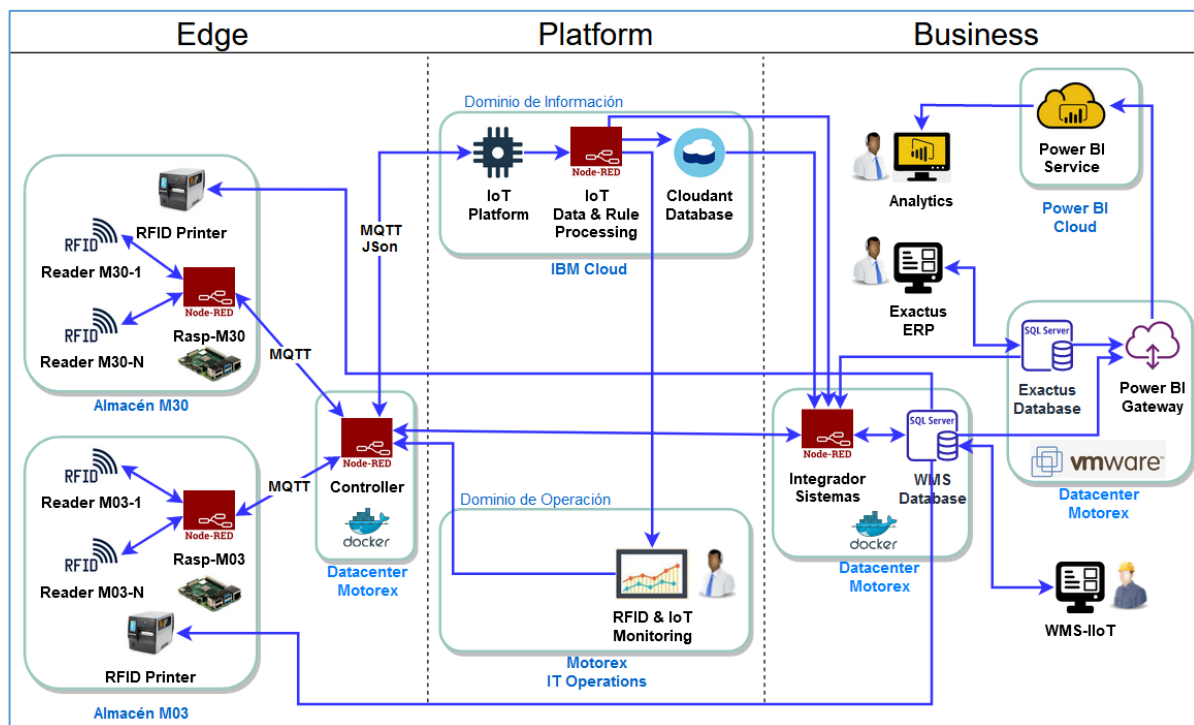 Edge
Platform
Business
RFID Printer
RFID
Reader M30-1
RFID
Reader M30-N
Node-RED
Rasp-M30
Almacén M30
RFID
Reader M03-1
RFID
Reader M03-N
Node-RED
Rasp-M03
RFID Printer
Almacén M03
MQTT
MQTT
MQTT
JSon
Node-RED
Controller
docker
Datacenter
Motorex
Dominio de Información
IoT
Platform
Node-RED
IoT
Data & Rule
Processing
Cloudant
Database
IBM Cloud
Dominio de Operación
RFID & IoT
Monitoring
Motorex
IT Operations
Analytics
Power BI
Service
Power BI
Cloud
Exactus
ERP
SQL Server
Exactus
Database
Power BI
Gateway
vmware
Datacenter
Motorex
Node-RED
Integrador
Sistemas
SQL Server
WMS
Database
docker
Datacenter
Motorex
WMS-IIoT